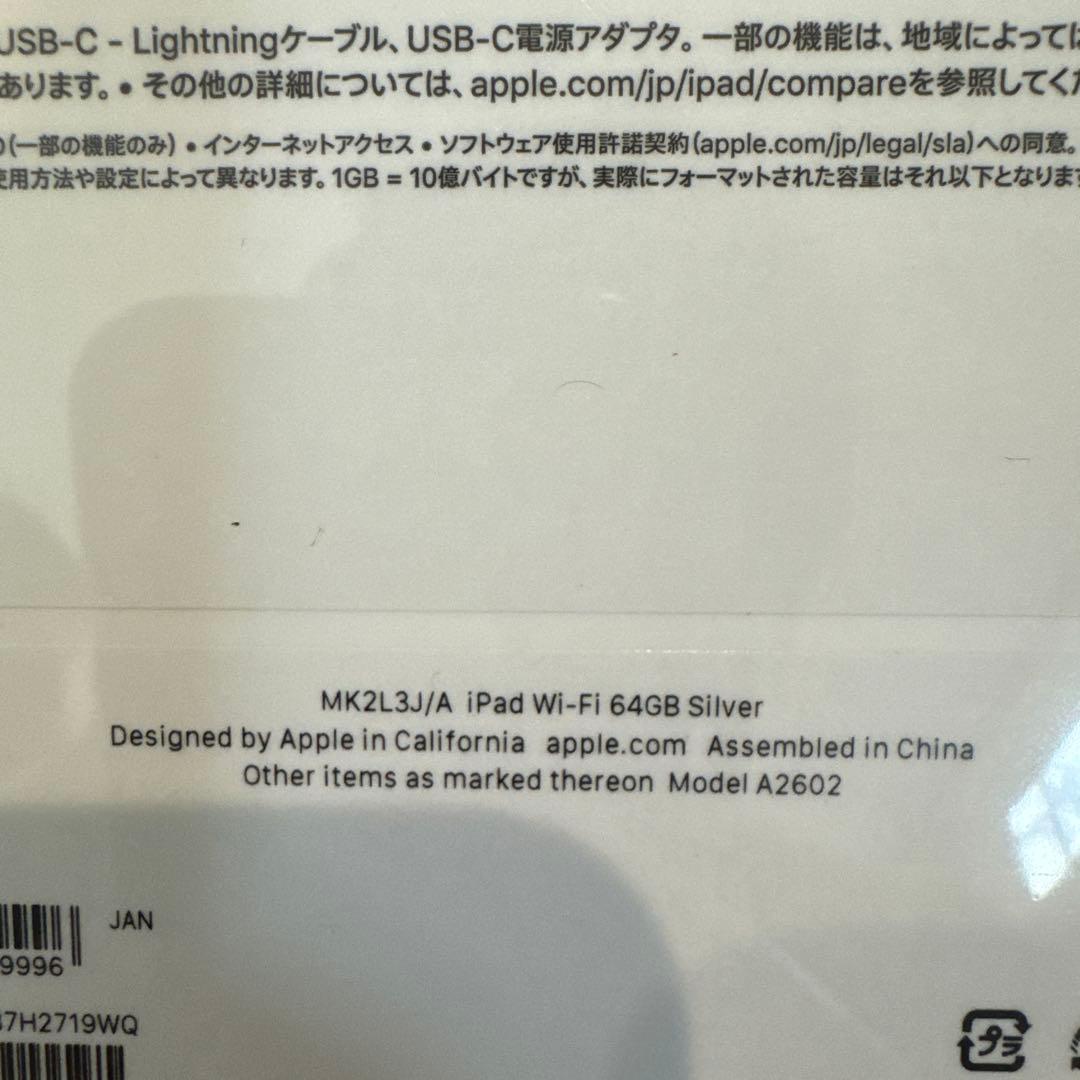 USB-C - Lightningケーブル、USB-C電源アダプタ。一部の機能は、地域によっては
あります。• その他の詳細については、apple.com/jp/ipad/compareを参照してくだ
(一部の機能のみ) • インターネットアクセス • ソフトウェア使用許諾契約(apple.com/jp/legal/sla)への同意。
使用方法や設定によって異なります。1GB = 10億バイトですが、実際にフォーマットされた容量はそれ以下となります
MK2L3J/A iPad Wi-Fi 64GB Silver
Designed by Apple in California apple.com Assembled in China
Other items as marked thereon Model A2602
JAN
9996
7H2719WQ
プラ